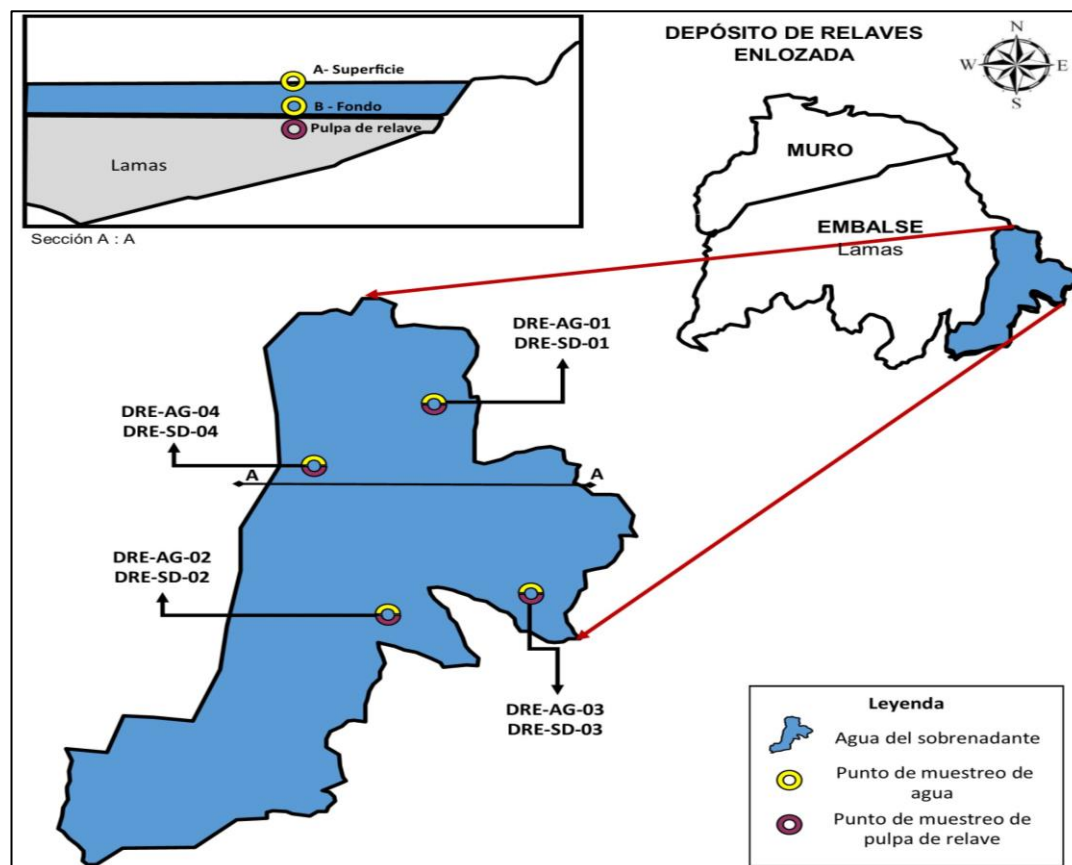 A- Superficie
B - Fondo
Pulpa de relave
Lamas
Sección A : A
DEPÓSITO DE RELAVES
ENLOZADA
N
W
E
S
MURO
EMBALSE
Lamas
DRE-AG-01
DRE-SD-01
DRE-AG-04
DRE-SD-04
A
A
DRE-AG-02
DRE-SD-02
DRE-AG-03
DRE-SD-03
Leyenda
Agua del sobrenadante
Punto de muestreo de
agua
Punto de muestreo de
pulpa de relave